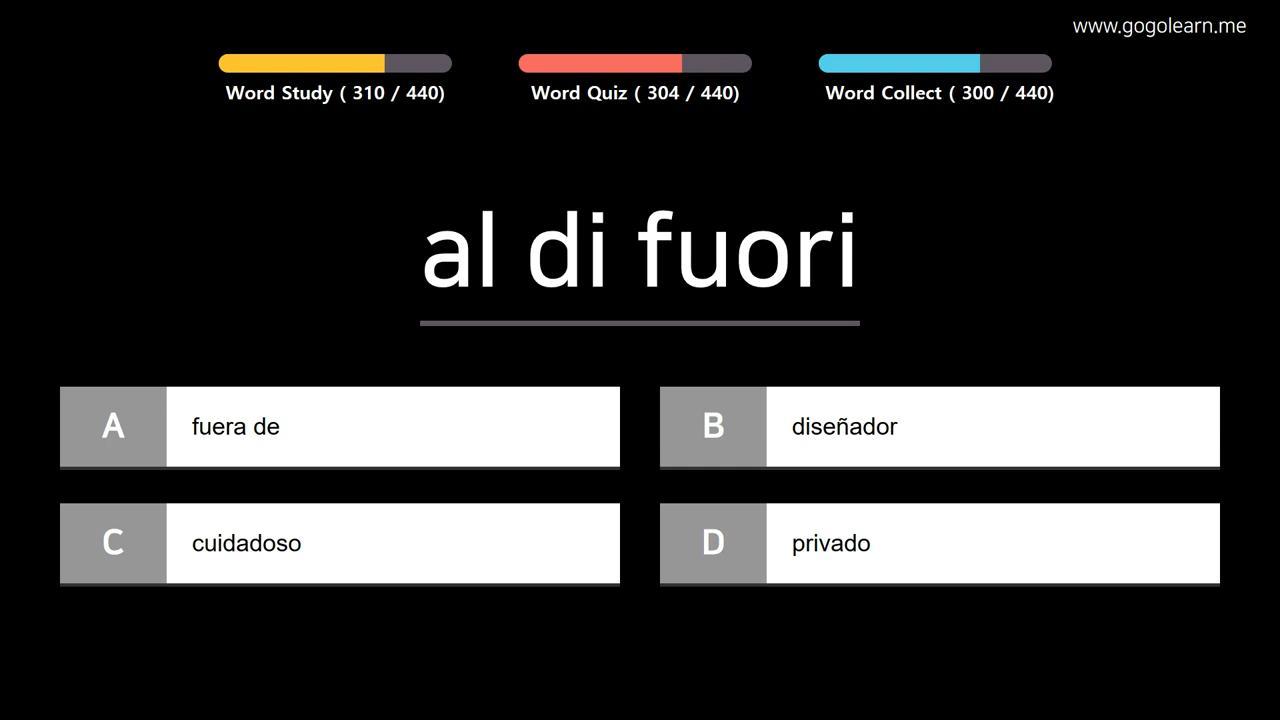 www.gogolearn.me
Word Study ( 310 / 440)
Word Quiz ( 304 / 440)
Word Collect ( 300 / 440)
al di fuori
A fuera de
B diseñador
C cuidadoso
D privado